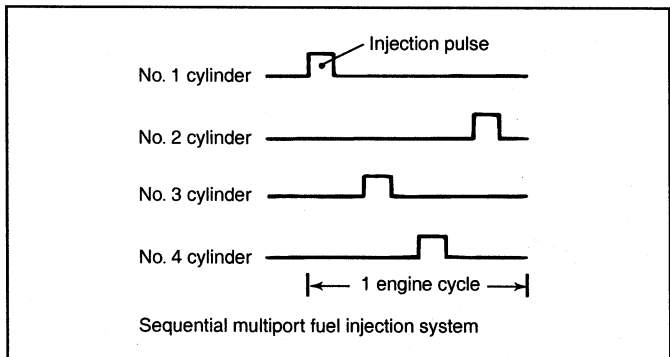 Injection pulse
No. 1 cylinder
No. 2 cylinder
No. 3 cylinder
No. 4 cylinder
1 engine cycle
Sequential multiport fuel injection system